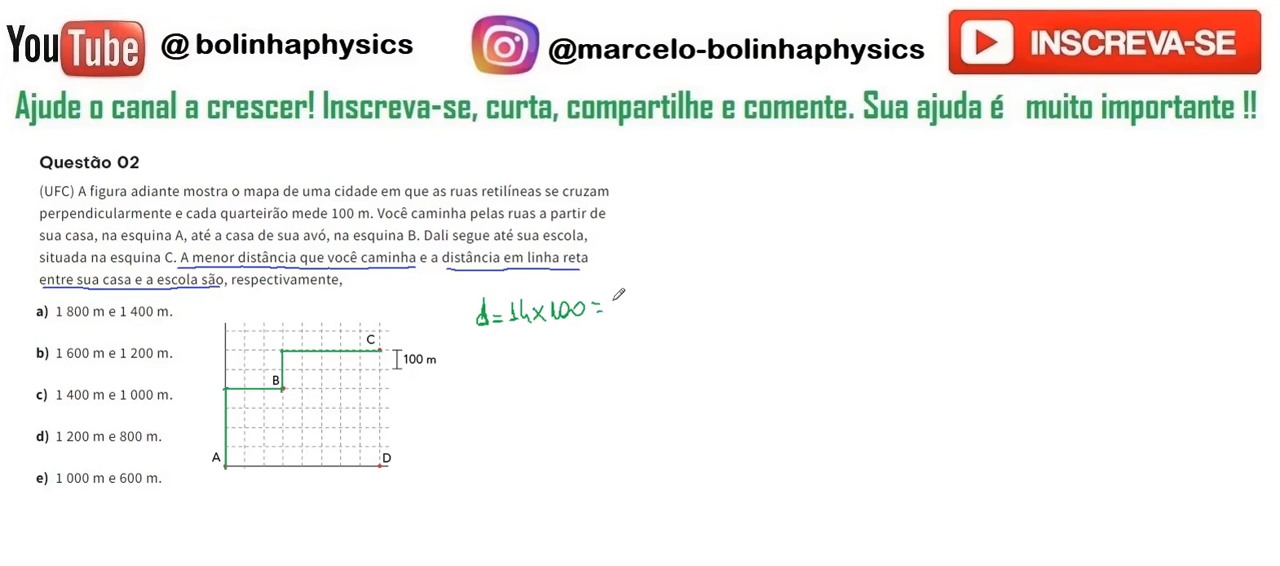 YouTube @bolinhaphysics @marcelo-bolinhaphysics INSCREVA-SE
Ajude o canal a crescer! Inscreva-se, curta, compartilhe e comente. Sua ajuda é muito importante !!
Questão 02
(UFC) A figura adiante mostra o mapa de uma cidade em que as ruas retilíneas se cruzam
perpendicularmente e cada quarteirão mede 100 m. Você caminha pelas ruas a partir de
sua casa, na esquina A, até a casa de sua avó, na esquina B. Dali segue até sua escola,
situada na esquina C. A menor distância que você caminha e a distância em linha reta
entre sua casa e a escola são, respectivamente,
a) 1 800 m e 1 400 m.
b) 1 600 m e 1 200 m.
c) 1 400 m e 1 000 m.
d) 1 200 m e 800 m.
e) 1 000 m e 600 m.
C
100 m
B
A
D
d=14x100=